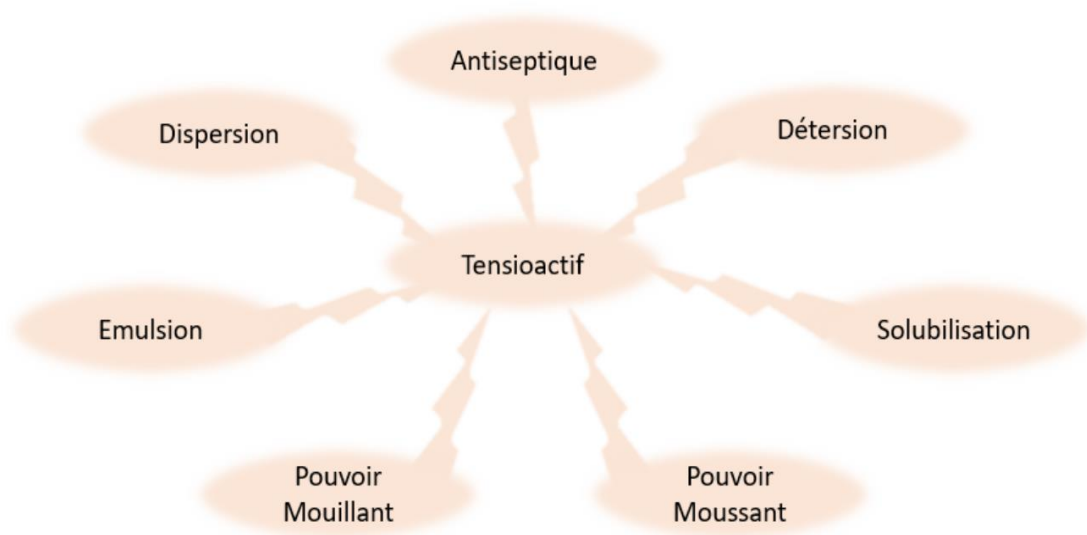 Antiseptique
Dispersion
Détersion
Tensioactif
Emulsion
Solubilisation
Pouvoir
Mouillant
Pouvoir
Moussant